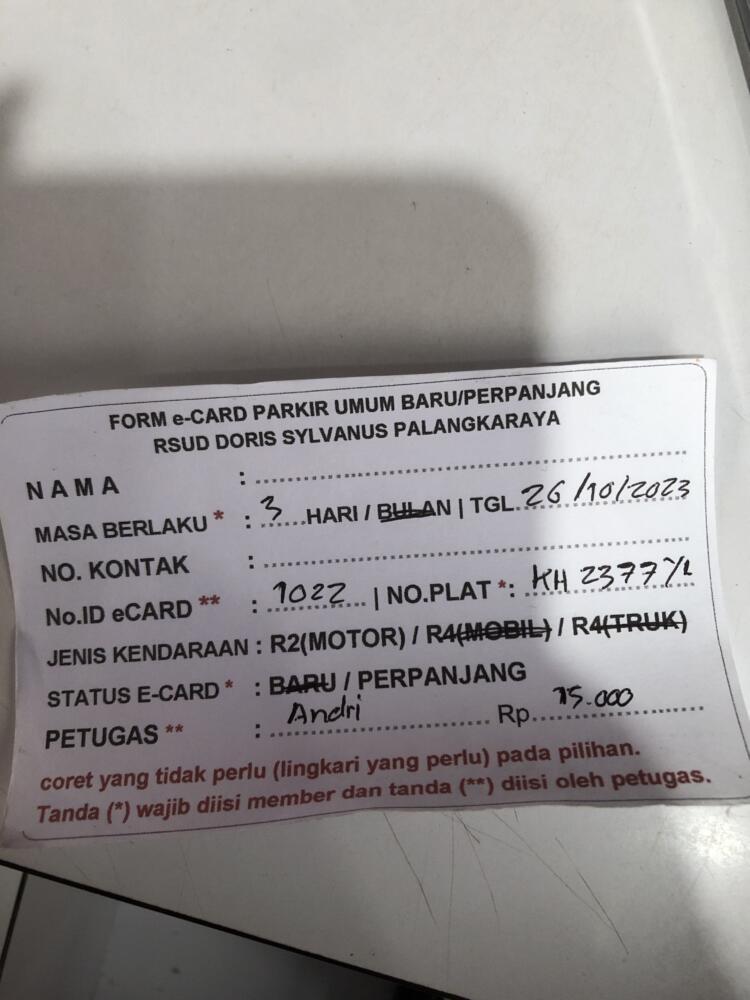 FORM e-CARD PARKIR UMUM BARU/PERPANJANG
RSUD DORIS SYLVANUS PALANGKARAYA
NAMA :
MASA BERLAKU * : 3 HARI / BULAN | TGL 26/10/2023
NO. KONTAK :
No.ID eCARD ** : 1022 | NO.PLAT *: KH 2377
JENIS KENDARAAN : R2(MOTOR) / R4(MOBIL) / R4(TRUK)
STATUS E-CARD * : BARU / PERPANJANG
PETUGAS ** : Andri Rp. 15.000
coret yang tidak perlu (lingkari yang perlu) pada pilihan.
Tanda (*) wajib diisi member dan tanda (**) diisi oleh petugas.